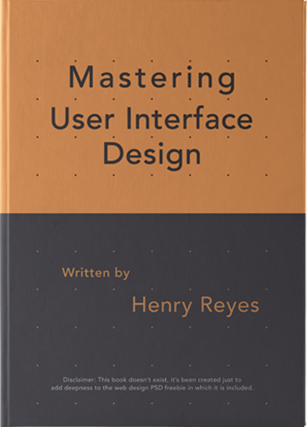 Mastering
User Interface
Design
Written by
Henry Reyes
Disclaimer: This book doesn't exist, it's been created just to
add deepness to the web design PSD freebie in which it is included.